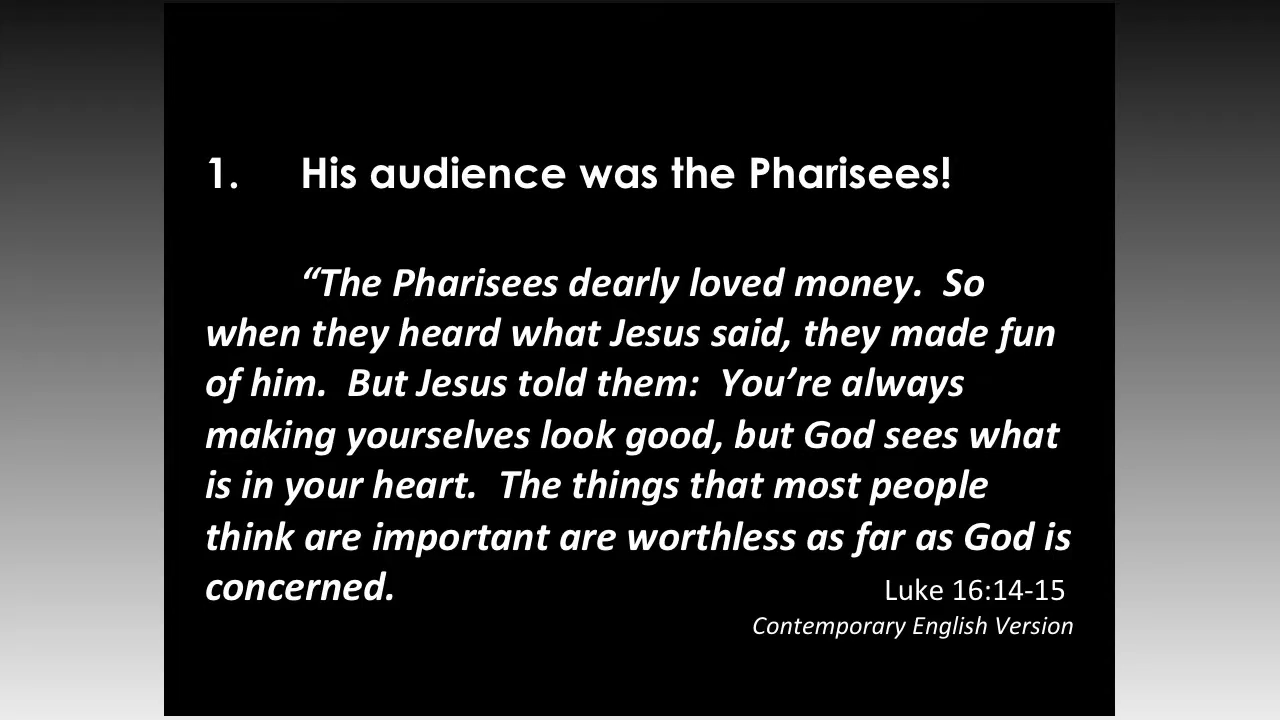 1. His audience was the Pharisees!
“The Pharisees dearly loved money. So
when they heard what Jesus said, they made fun
of him. But Jesus told them: You’re always
making yourselves look good, but God sees what
is in your heart. The things that most people
think are important are worthless as far as God is
concerned. Luke 16:14-15
Contemporary English Version